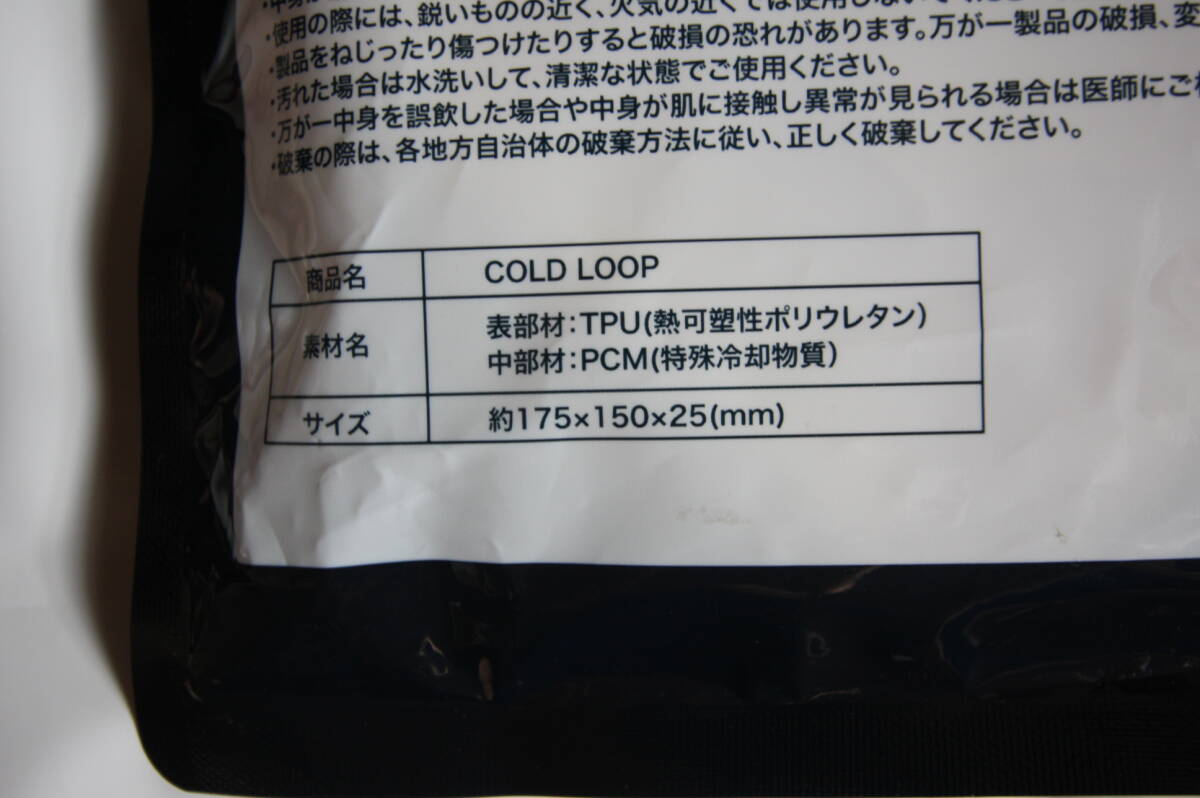 ・使用の際には、鋭いものの近く、火気の近くでは使用しないでくださ
・製品をねじったり傷つけたりすると破損の恐れがあります。万が一製品の破損、変
・汚れた場合は水洗いして、清潔な状態でご使用ください。
・万が一中身を誤飲した場合や中身が肌に接触し異常が見られる場合は医師にご相
・破棄の際は、各地方自治体の破棄方法に従い、正しく破棄してください。
商品名 COLD LOOP
素材名 表部材：TPU(熱可塑性ポリウレタン)
中部材：PCM(特殊冷却物質)
サイズ 約175×150×25(mm)